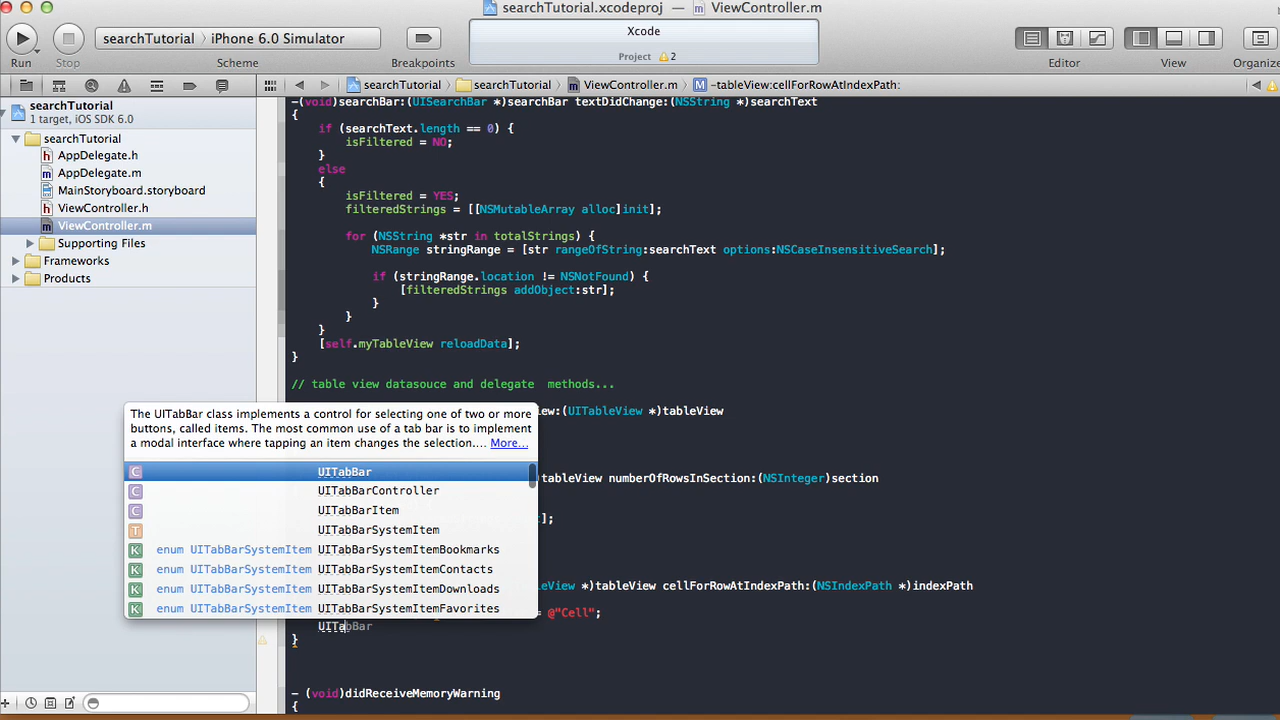 searchTutorial.xcodeproj — ViewController.m
Run Stop searchTutorial iPhone 6.0 Simulator
Scheme Breakpoints
Xcode
Project 2
Editor View Organize
searchTutorial searchTutorial ViewController.m -tableView:cellForRowAtIndexPath:
searchTutorial
1 target, iOS SDK 6.0
searchTutorial
AppDelegate.h
AppDelegate.m
MainStoryboard.storyboard
ViewController.h
ViewController.m
Supporting Files
Frameworks
Products
-(void)searchBar:(UISearchBar *)searchBar textDidChange:(NSString *)searchText
{
if (searchText.length == 0) {
isFiltered = NO;
}
else
{
isFiltered = YES;
filteredStrings = [[NSMutableArray alloc]init];
for (NSString *str in totalStrings) {
NSRange stringRange = [str rangeOfString:searchText options:NSCaseInsensitiveSearch];
if (stringRange.location != NSNotFound) {
[filteredStrings addObject:str];
}
}
}
[self.myTableView reloadData];
}
// table view datasouce and delegate methods...
:(UITableView *)tableView
tableView numberOfRowsInSection:(NSInteger)section
];
View *)tableView cellForRowAtIndexPath:(NSIndexPath *)indexPath
= @"Cell";
UITabBar
}
- (void)didReceiveMemoryWarning
{
The UITabBar class implements a control for selecting one of two or more
buttons, called items. The most common use of a tab bar is to implement
a modal interface where tapping an item changes the selection.... More...
C UITabBar
C UITabBarController
C UITabBarItem
T UITabBarSystemItem
K enum UITabBarSystemItem UITabBarSystemItemBookmarks
K enum UITabBarSystemItem UITabBarSystemItemContacts
K enum UITabBarSystemItem UITabBarSystemItemDownloads
K enum UITabBarSystemItem UITabBarSystemItemFavorites